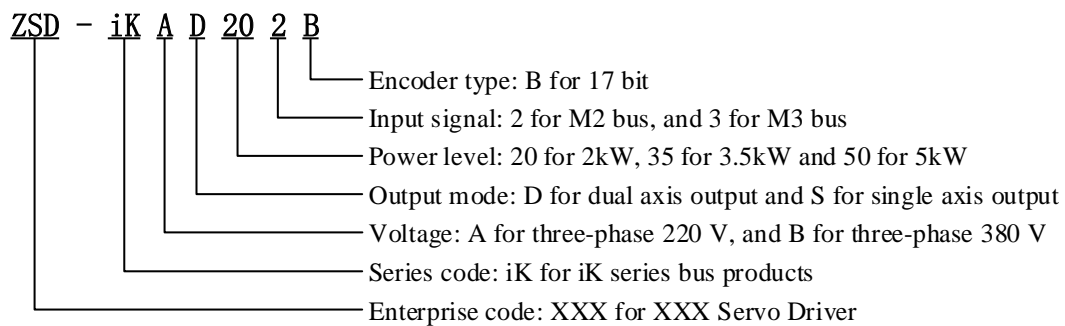 ZSD - iK A D 20 2 B
Encoder type: B for 17 bit
Input signal: 2 for M2 bus, and 3 for M3 bus
Power level: 20 for 2kW, 35 for 3.5kW and 50 for 5kW
Output mode: D for dual axis output and S for single axis output
Voltage: A for three-phase 220 V, and B for three-phase 380 V
Series code: iK for iK series bus products
Enterprise code: XXX for XXX Servo Driver